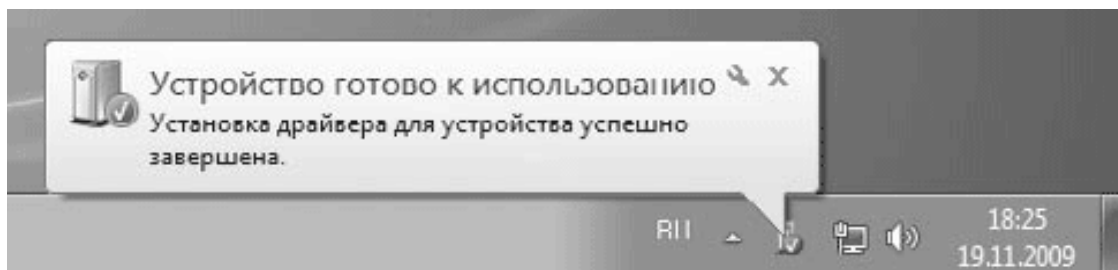 Устройство готово к использованию
Установка драйвера для устройства успешно
завершена.
RU
18:25
19.11.2009